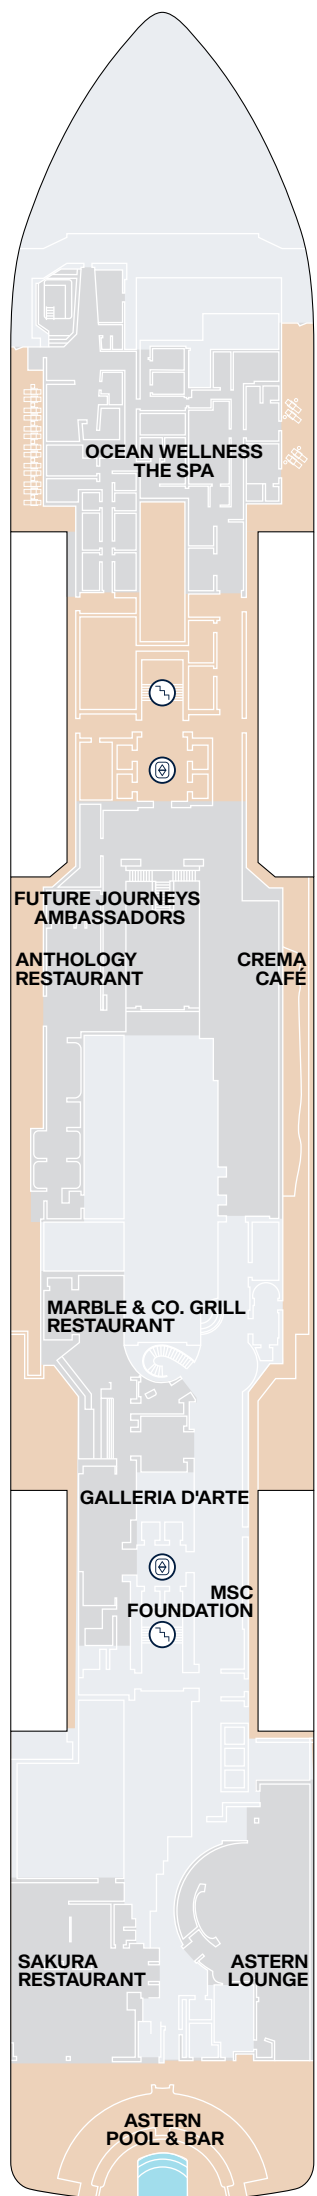 OCEAN WELLNESS
THE SPA
FUTURE JOURNEYS
AMBASSADORS
ANTHOLOGY
RESTAURANT
CREMA
CAFÉ
MARBLE & CO. GRILL
RESTAURANT
GALLERIA D'ARTE
MSC
FOUNDATION
SAKURA
RESTAURANT
ASTERN
LOUNGE
ASTERN
POOL & BAR